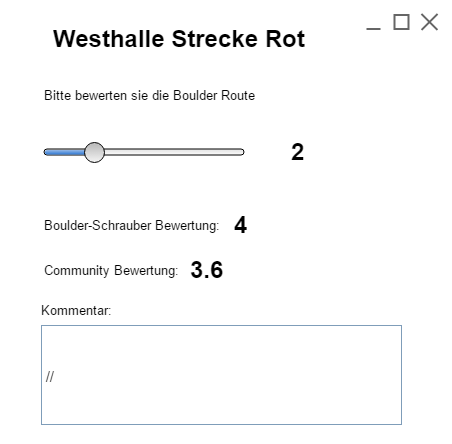 Westhalle Strecke Rot
Bitte bewerten sie die Boulder Route
2
Boulder-Schrauber Bewertung: 4
Community Bewertung: 3.6
Kommentar:
//